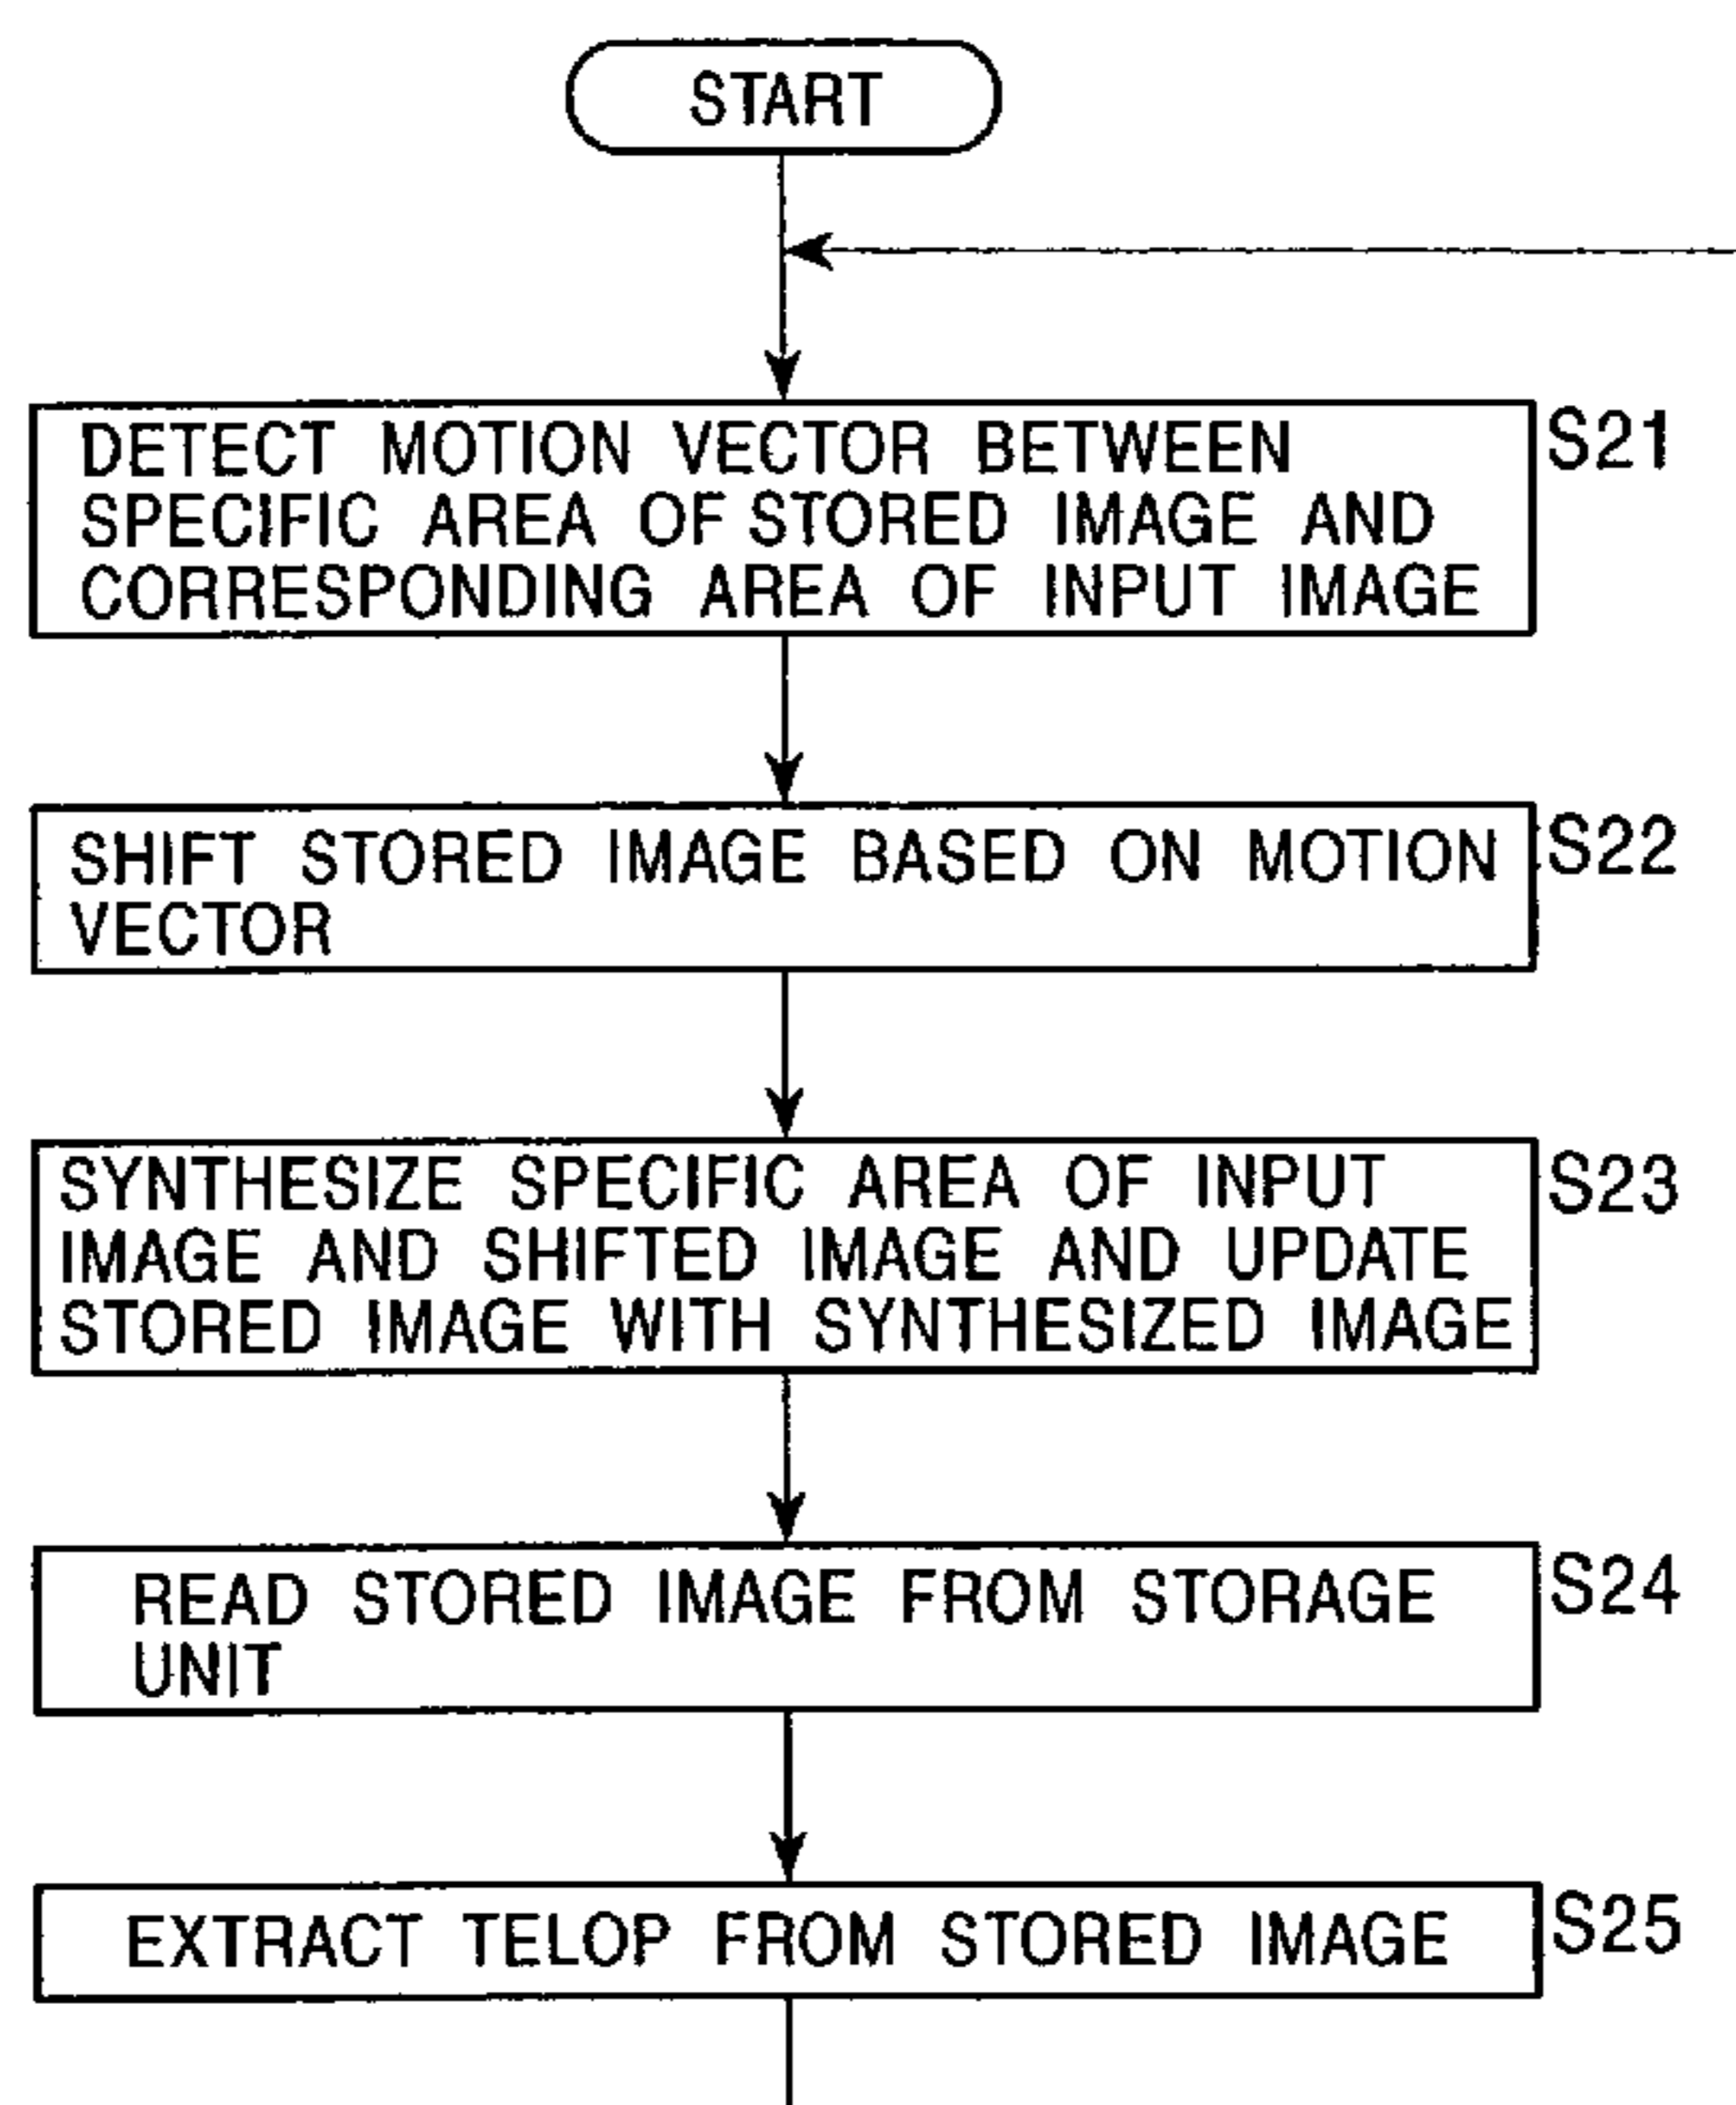 START
DETECT MOTION VECTOR BETWEEN
SPECIFIC AREA OF STORED IMAGE AND
CORRESPONDING AREA OF INPUT IMAGE
S21
SHIFT STORED IMAGE BASED ON MOTION
VECTOR
S22
SYNTHESIZE SPECIFIC AREA OF INPUT
IMAGE AND SHIFTED IMAGE AND UPDATE
STORED IMAGE WITH SYNTHESIZED IMAGE
S23
READ STORED IMAGE FROM STORAGE
UNIT
S24
EXTRACT TELOP FROM STORED IMAGE
S25